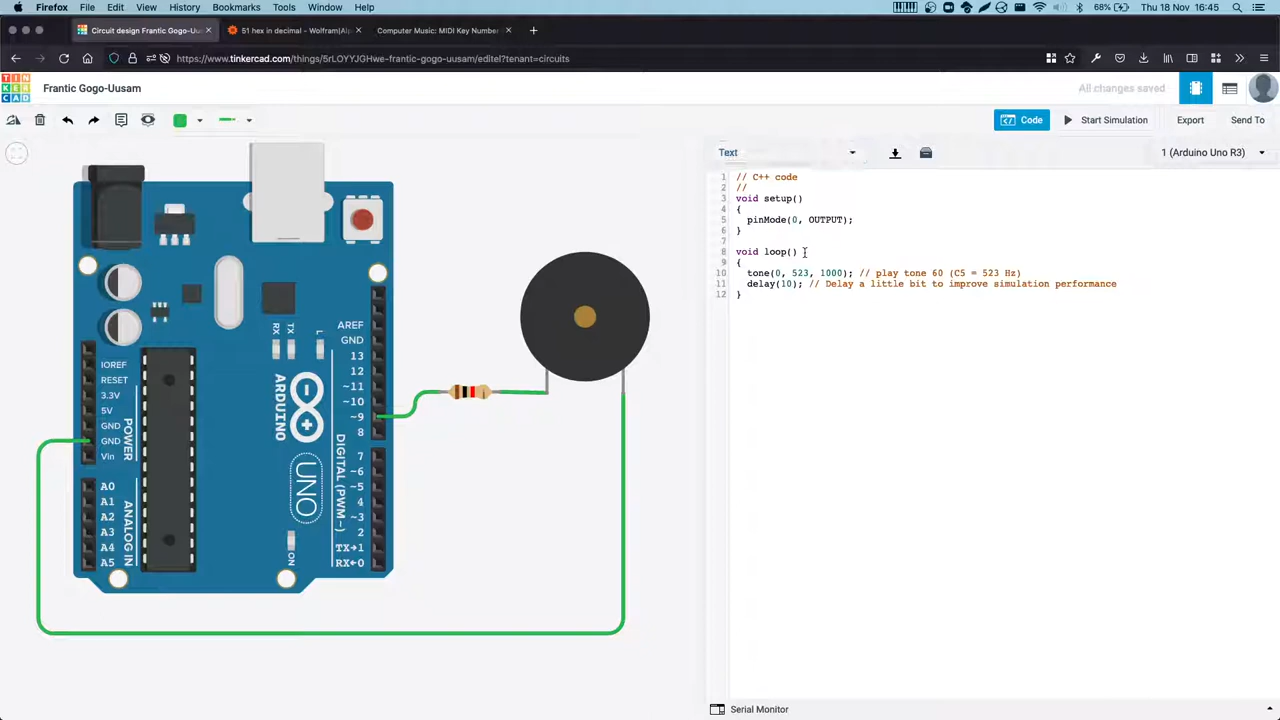 Firefox File Edit View History Bookmarks Tools Window Help 68% Thu 18 Nov 16:45
Circuit design Frantic Gogo-Uu 51 hex in decimal - Wolfram|Al Computer Music: MIDI Key Number
https://www.tinkercad.com/things/5rLOYYJGHwe-frantic-gogo-uusam/editel?tenant=circuits
TIN
KER
CAD
Frantic Gogo-Uusam
All changes saved
Code
Start Simulation
Export
Send To
Text
1 (Arduino Uno R3)
1 // C++ code
2 //
3 void setup()
4 {
5 pinMode(0, OUTPUT);
6 }
7
8 void loop()
9 {
10 tone(0, 523, 1000); // play tone 60 (C5 = 523 Hz)
11 delay(10); // Delay a little bit to improve simulation performance
12 }
AREF
GND
13
12
~11
~10
~9
8
7
~6
~5
4
~3
2
TX→1
RX←0
IOREF
RESET
3.3V
5V
GND
GND
Vin
A0
A1
A2
A3
A4
A5
POWER
ANALOG IN
RX
TX
L
ARDUINO
UNO
ON
DIGITAL (PWM~)
Serial Monitor